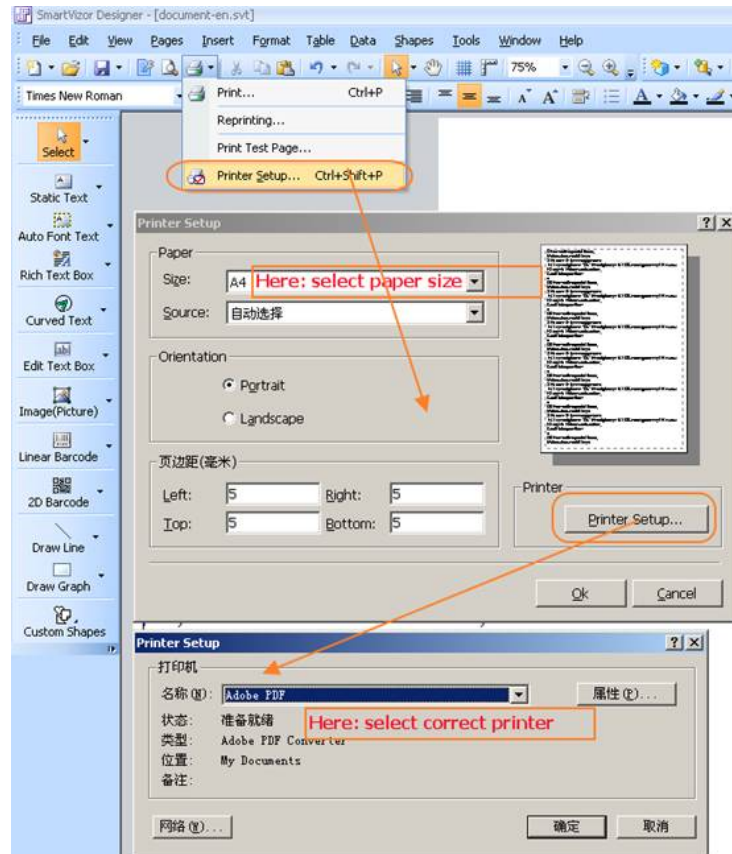 SmartVizor Designer - [document-en.svt]
File Edit View Pages Insert Format Table Data Shapes Tools Window Help
75%
Times New Roman
Print... Ctrl+P
Reprinting...
Print Test Page...
Printer Setup... Ctrl+Shift+P
Select
Static Text
Auto Font Text
Rich Text Box
Curved Text
Edit Text Box
Image(Picture)
Linear Barcode
2D Barcode
Draw Line
Draw Graph
Custom Shapes
Printer Setup
Paper
Size: A4 Here: select paper size
Source: 自动选择
Orientation
Portrait
Landscape
页边距(毫米)
Left: 5 Right: 5
Top: 5 Bottom: 5
Printer
Printer Setup...
Ok Cancel
Printer Setup
打印机
名称(N): Adobe PDF 属性(P)...
状态: 准备就绪 Here: select correct printer
类型: Adobe PDF Converter
位置: My Documents
备注:
网络(W)... 确定 取消